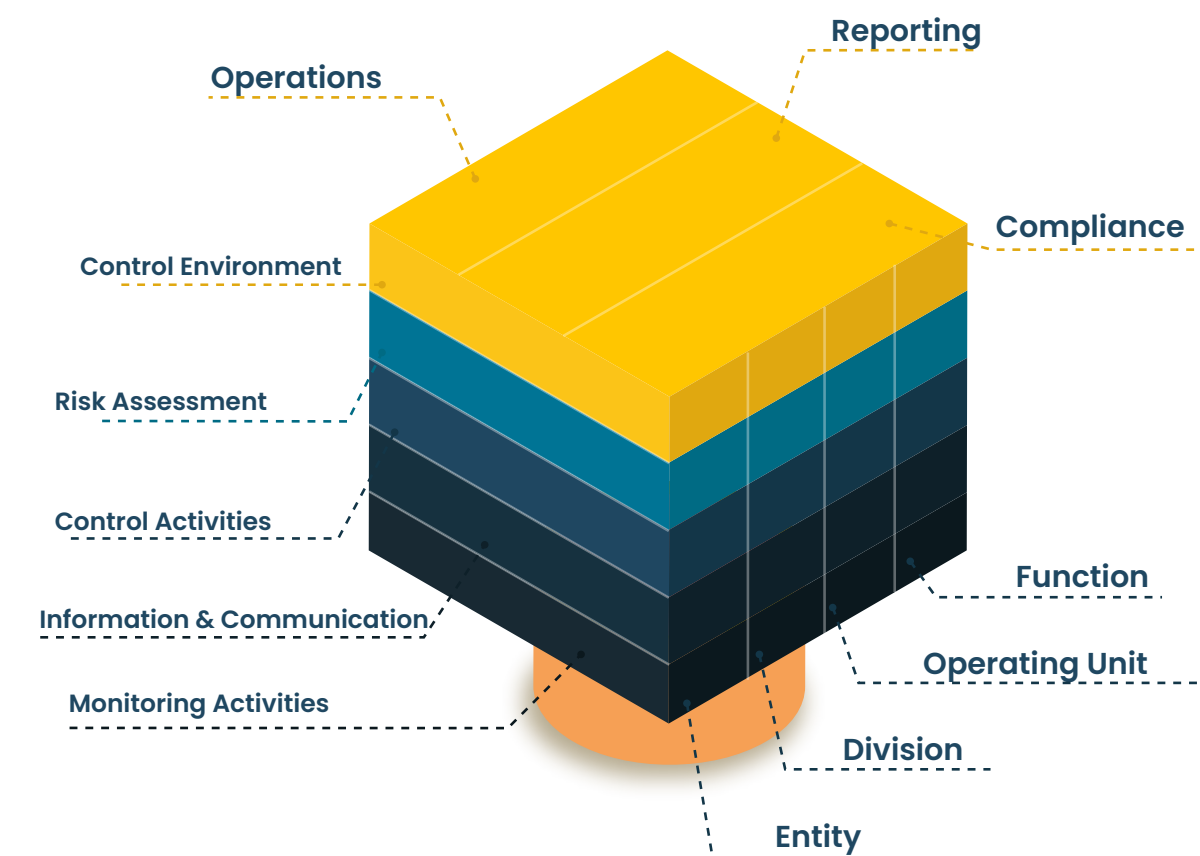 Reporting
Operations
Compliance
Control Environment
Risk Assessment
Control Activities
Function
Information & Communication
Operating Unit
Monitoring Activities
Division
Entity